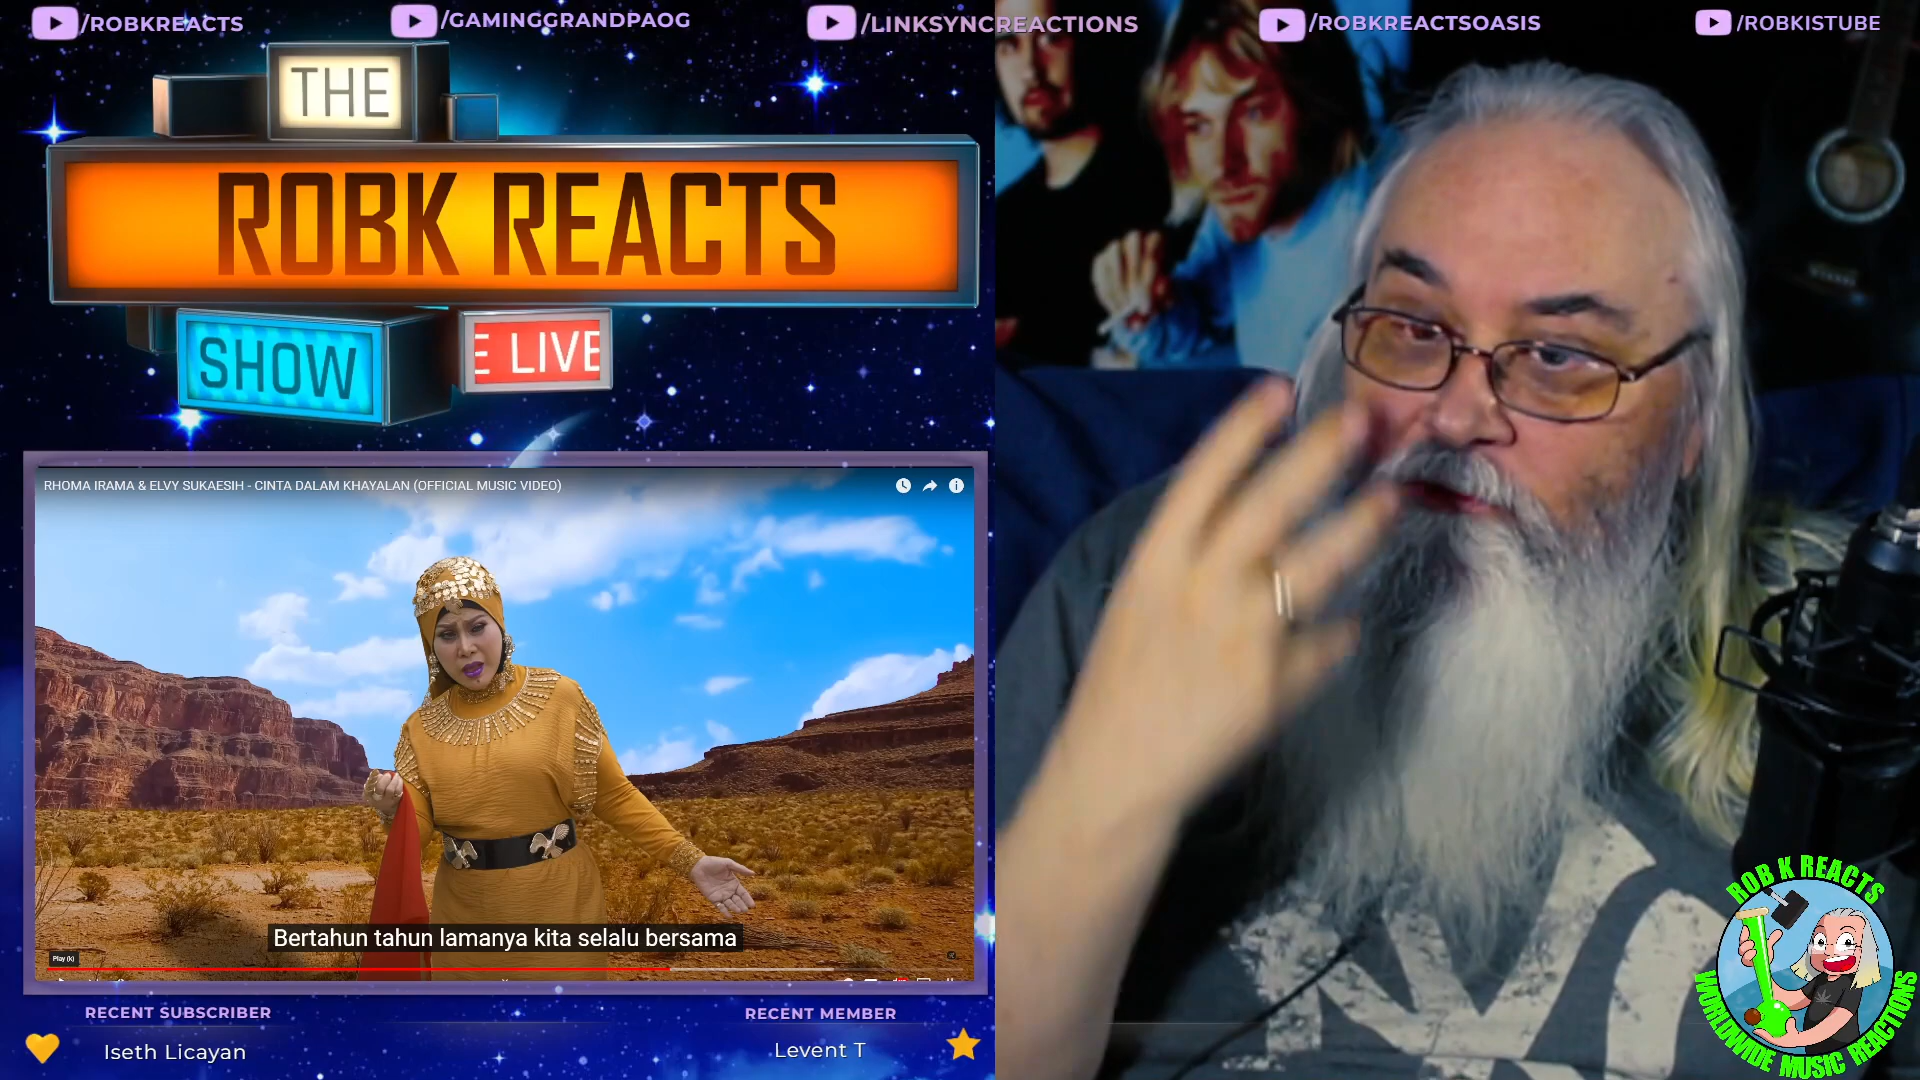 /ROBKREACTS
/GAMINGGRANDPAOG
/LINKSYNCREACTIONS
/ROBKREACTSOASIS
/ROBKISTUBE
THE
ROBK REACTS
SHOW
E LIVE
RHOMA IRAMA & ELVY SUKAESIH - CINTA DALAM KHAYALAN (OFFICIAL MUSIC VIDEO)
Bertahun tahun lamanya kita selalu bersama
Play (k)
RECENT SUBSCRIBER
Iseth Licayan
RECENT MEMBER
Levent T
ROB K REACTS
WORLDWIDE MUSIC REACTIONS